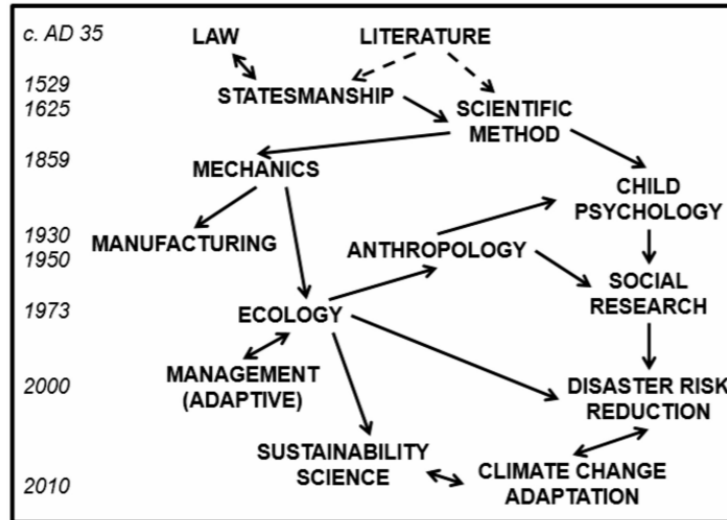 c. AD 35
LAW
LITERATURE
1529
STATESMANSHIP
1625
SCIENTIFIC
METHOD
1859
MECHANICS
CHILD
PSYCHOLOGY
1930
MANUFACTURING
ANTHROPOLOGY
1950
SOCIAL
RESEARCH
1973
ECOLOGY
MANAGEMENT
(ADAPTIVE)
2000
DISASTER RISK
REDUCTION
SUSTAINABILITY
SCIENCE
CLIMATE CHANGE
ADAPTATION
2010